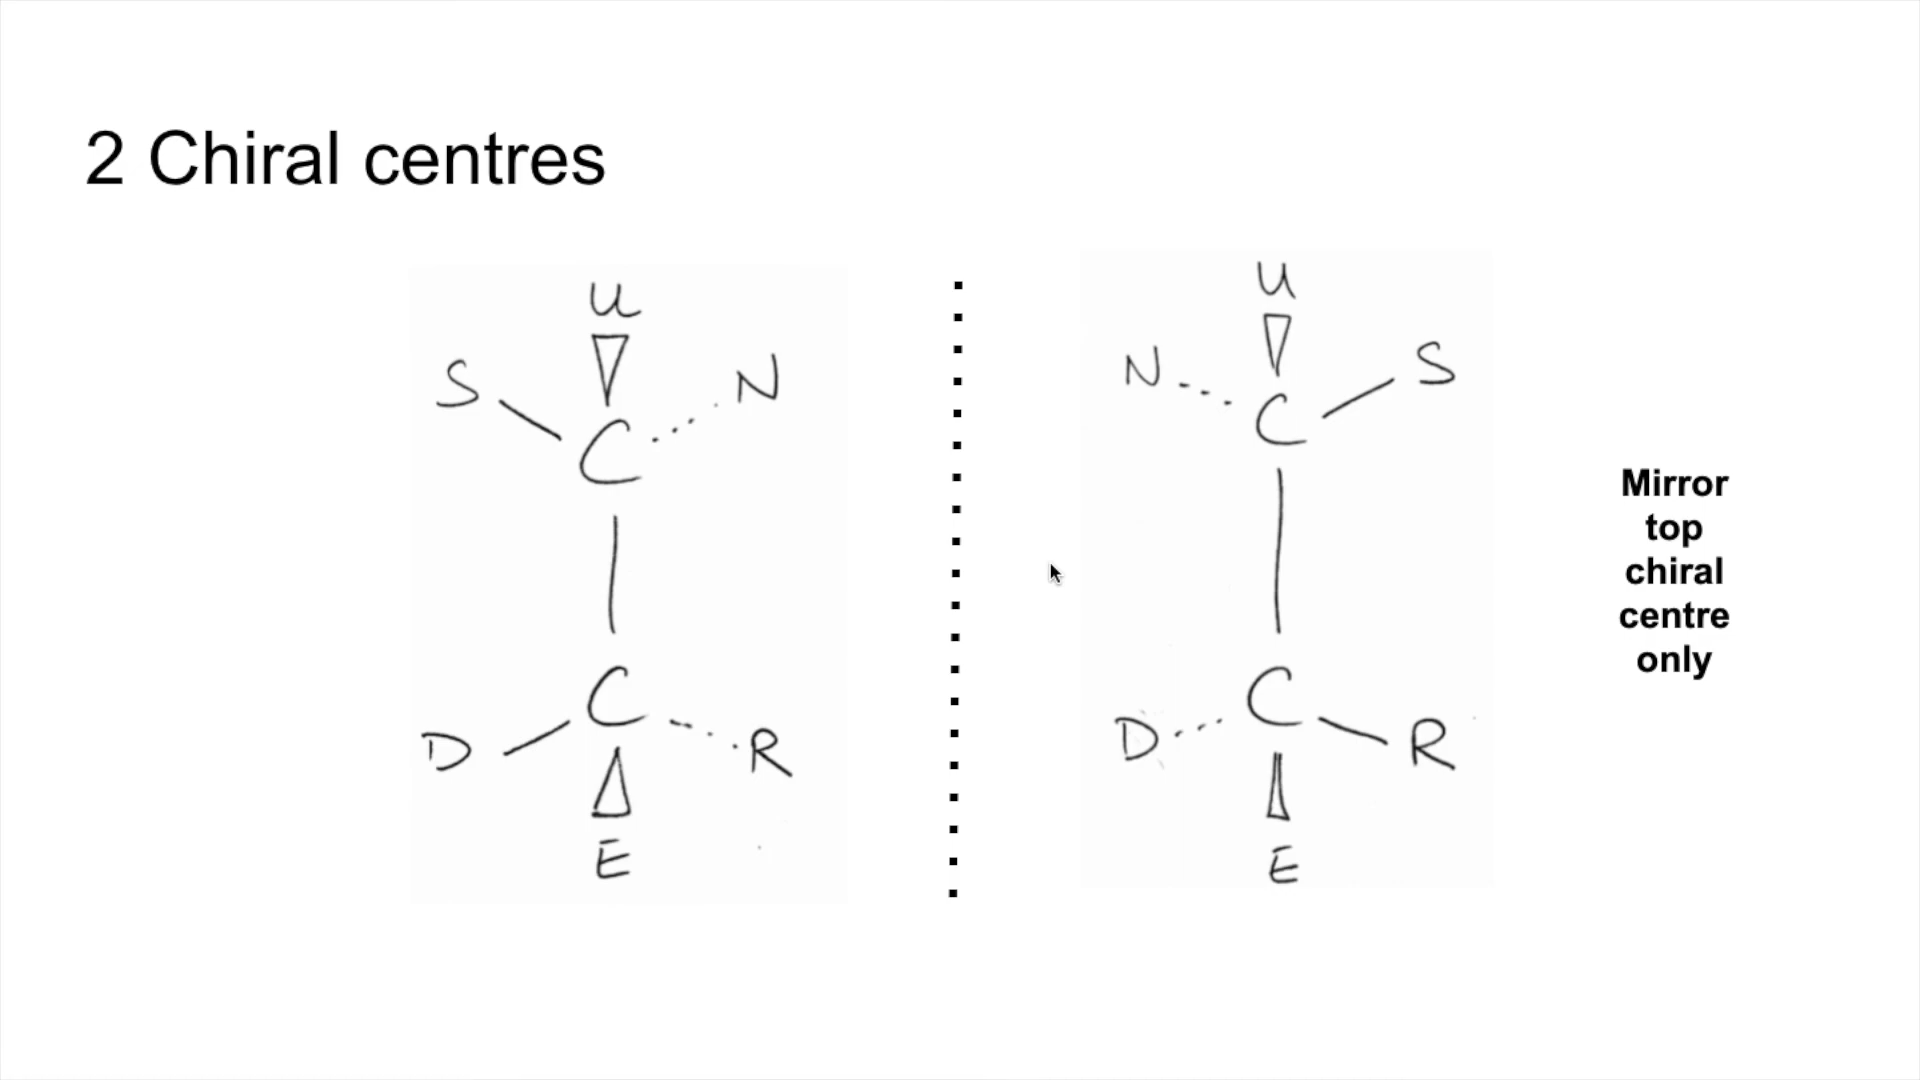 2 Chiral centres
U
S N
C
C
D R
E
U
N S
C
C
D R
E
Mirror
top
chiral
centre
only